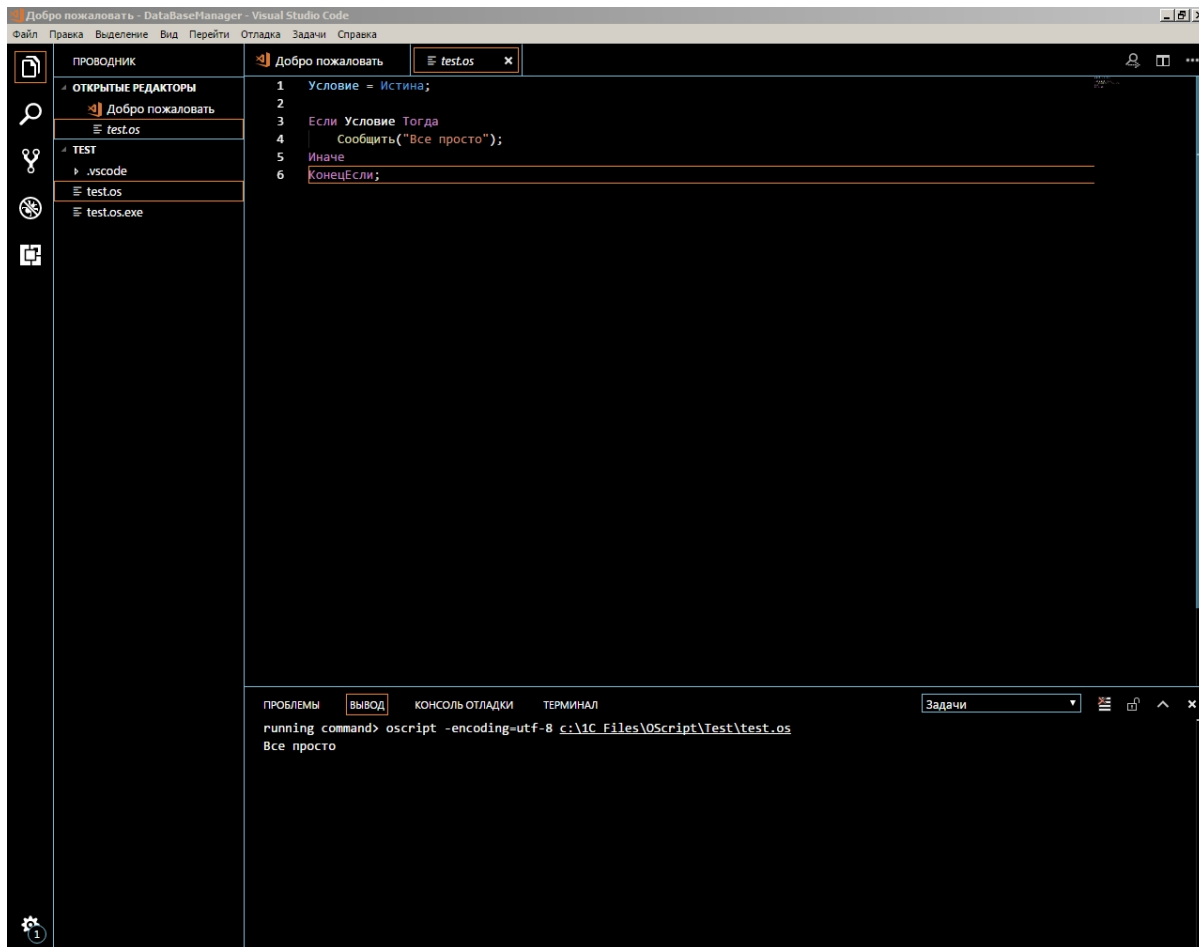 Добро пожаловать - DataBaseManager - Visual Studio Code
Файл Правка Выделение Вид Перейти Отладка Задачи Справка
ПРОВОДНИК
ОТКРЫТЫЕ РЕДАКТОРЫ
Добро пожаловать
test.os
TEST
.vscode
test.os
test.os.exe
1
Добро пожаловать test.os
1 Условие = Истина;
2
3 Если Условие Тогда
4 Сообщить("Все просто");
5 Иначе
6 КонецЕсли;
ПРОБЛЕМЫ ВЫВОД КОНСОЛЬ ОТЛАДКИ ТЕРМИНАЛ Задачи
running command> oscript -encoding=utf-8 c:\1C Files\OScript\Test\test.os
Все просто